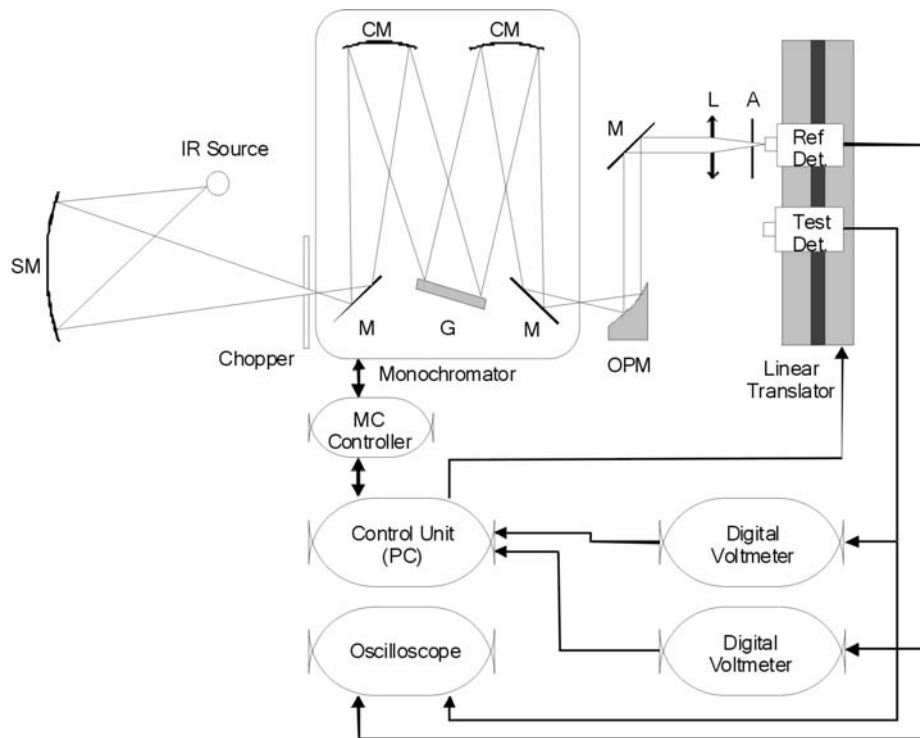 CM
CM
L
A
M
Ref
Det.
IR Source
Test
Det.
SM
M
G
M
Chopper
OPM
Linear
Translator
Monochromator
MC
Controller
Control Unit
(PC)
Digital
Voltmeter
Oscilloscope
Digital
Voltmeter